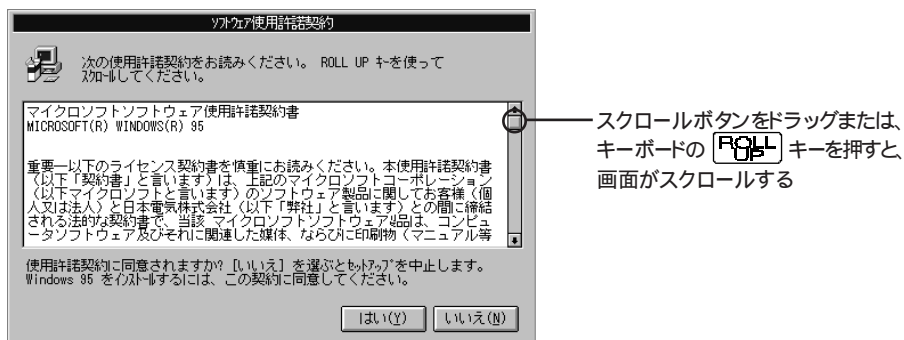 ソフトウェア使用許諾契約
次の使用許諾契約をお読みください。 ROLL UP キーを使って
スクロールしてください。
マイクロソフトソフトウェア使用許諾契約書
MICROSOFT(R) WINDOWS(R) 95
重要－以下のライセンス契約書を慎重にお読みください。本使用許諾契約書
（以下「契約書」と言います）は、上記のマイクロソフトコーポレーション
（以下マイクロソフトと言います）のソフトウェア製品に関してお客様（個
人又は法人）と日本電気株式会社（以下「弊社」と言います）との間に締結
される法的な契約書で、当該 マイクロソフトソフトウェア製品は、コンピュ
ータソフトウェア及びそれに関連した媒体、ならびに印刷物（マニュアル等
使用許諾契約に同意されますか? [いいえ] を選ぶとセットアップを中止します。
Windows 95 をインストールするには、この契約に同意してください。
はい(Y)
いいえ(N)
スクロールボタンをドラッグまたは、
キーボードの ROLL UP キーを押すと、
画面がスクロールする